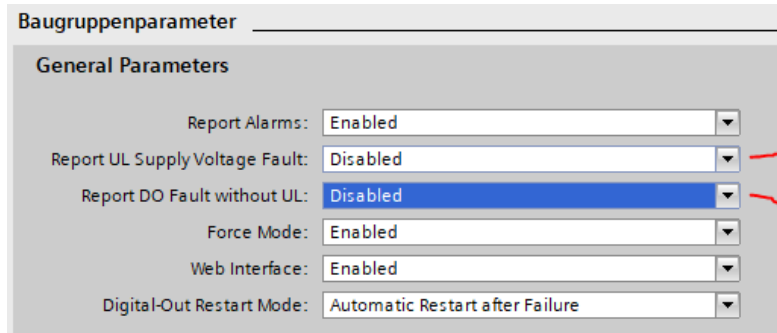 Baugruppenparameter
General Parameters
Report Alarms: Enabled
Report UL Supply Voltage Fault: Disabled
Report DO Fault without UL: Disabled
Force Mode: Enabled
Web Interface: Enabled
Digital-Out Restart Mode: Automatic Restart after Failure